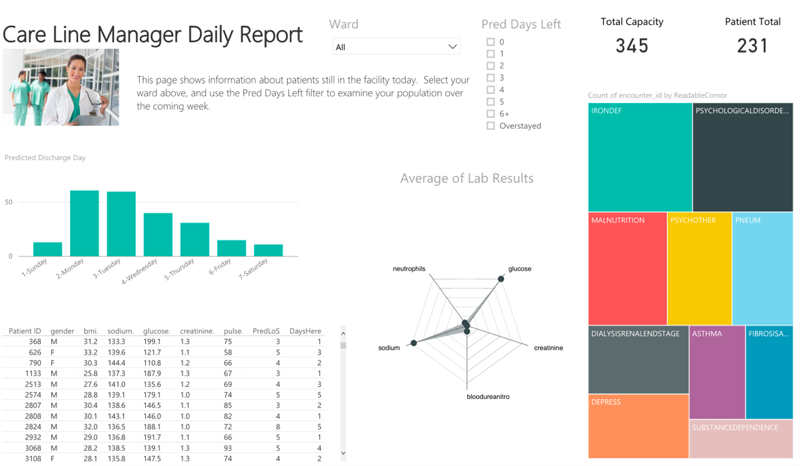 Care Line Manager Daily Report
This page shows information about patients still in the facility today. Select your
ward above, and use the Pred Days Left filter to examine your population over
the coming week.
Ward
All
Pred Days Left
0
1
2
3
4
5
6+
Overstayed
Total Capacity
345
Patient Total
231
Predicted Discharge Day
50
0
1-Sunday
2-Monday
3-Tuesday
4-Wednesday
5-Thursday
6-Friday
7-Saturday
Average of Lab Results
neutrophils
glucose
sodium
creatinine
bloodureanitro
Count of encounter_id by ReadableComor
IRONDEF
PSYCHOLOGICALDISORDE...
MALNUTRITION
PSYCHOTHER...
PNEUM
DIALYSISRENALENDSTAGE
ASTHMA
FIBROSISA...
DEPRESS
SUBSTANCEDEPENDENCE
Patient ID gender bmi. sodium. glucose. creatinine. pulse. PredLoS DaysHere
368 M 31.2 133.3 199.1 1.3 75 3 1
626 F 33.2 139.6 121.7 1.1 58 5 3
790 F 30.3 144.4 110.8 1.2 66 4 2
1133 M 25.8 137.3 187.9 1.3 67 3 1
2513 M 27.6 141.0 135.6 1.2 69 4 3
2574 M 28.8 139.1 179.1 1.0 74 5 5
2807 M 30.4 138.6 146.5 1.1 85 3 2
2808 M 30.1 143.1 146.0 1.0 82 4 1
2824 M 32.0 136.5 188.1 1.0 72 8 5
2932 M 29.0 136.8 191.7 1.1 66 5 1
3068 M 28.2 138.5 139.1 1.3 93 5 4
3108 F 28.1 135.8 147.5 1.3 74 4 2